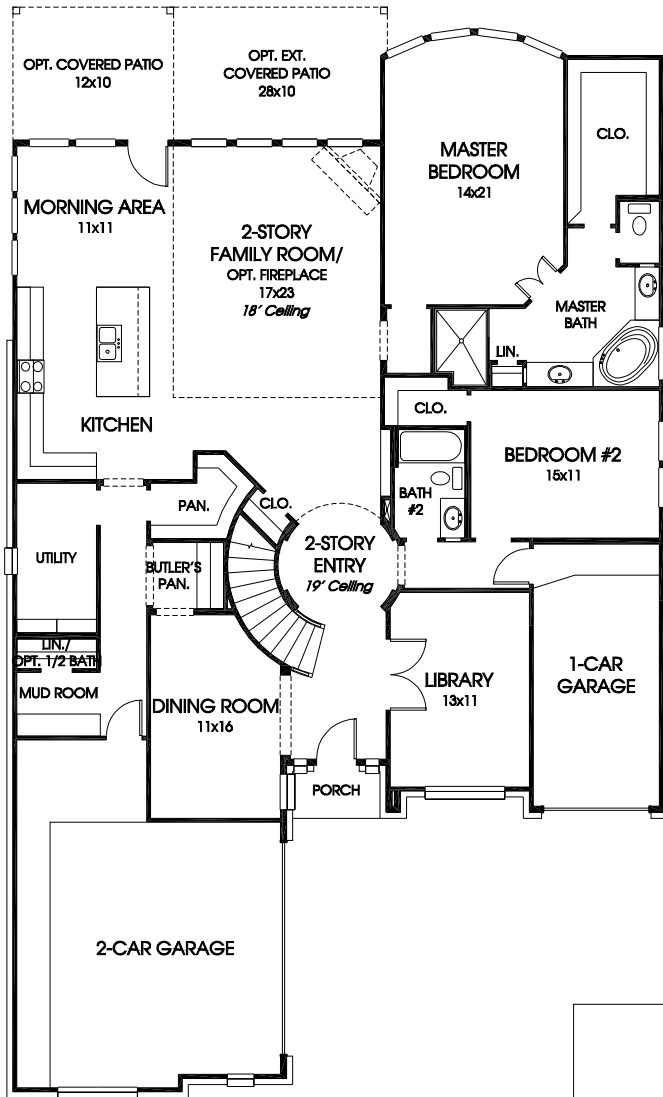 OPT. COVERED PATIO
12x10
OPT. EXT.
COVERED PATIO
28x10
CLO.
MASTER
BEDROOM
14x21
MORNING AREA
11x11
2-STORY
FAMILY ROOM/
OPT. FIREPLACE
17x23
18' Ceiling
MASTER
BATH
LIN.
KITCHEN
CLO.
BEDROOM #2
15x11
PAN.
CLO.
BATH
#2
UTILITY
BUTLER'S
PAN.
2-STORY
ENTRY
19' Ceiling
LIN./
OPT. 1/2 BATH
MUD ROOM
DINING ROOM
11x16
LIBRARY
13x11
1-CAR
GARAGE
PORCH
2-CAR GARAGE